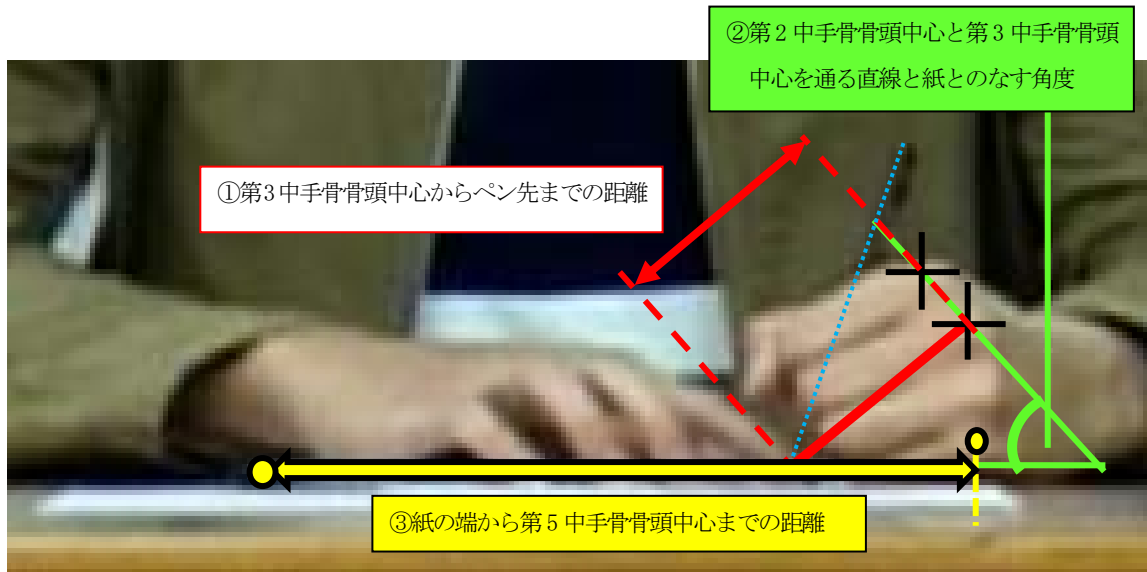 ②第2中手骨骨頭中心と第3中手骨骨頭
中心を通る直線と紙とのなす角度
①第3中手骨骨頭中心からペン先までの距離
③紙の端から第5中手骨骨頭中心までの距離